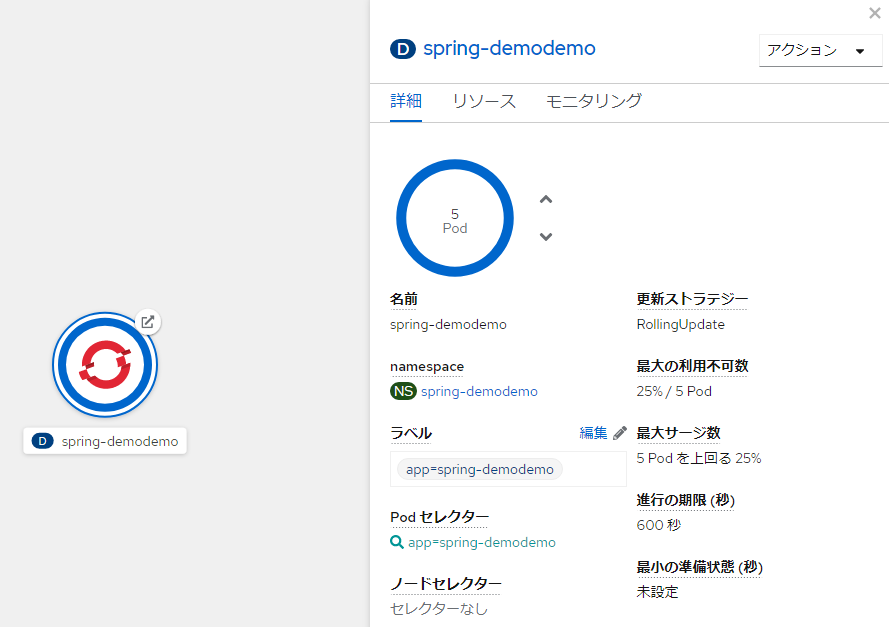 D spring-demodemo
アクション
詳細 リソース モニタリング
5
Pod
名前
spring-demodemo
namespace
NS spring-demodemo
ラベル 編集
app=spring-demodemo
Pod セレクター
app=spring-demodemo
ノードセレクター
セレクターなし
更新ストラテジー
RollingUpdate
最大の利用不可数
25% / 5 Pod
最大サージ数
5 Pod を上回る 25%
進行の期限 (秒)
600 秒
最小の準備状態 (秒)
未設定
D spring-demodemo